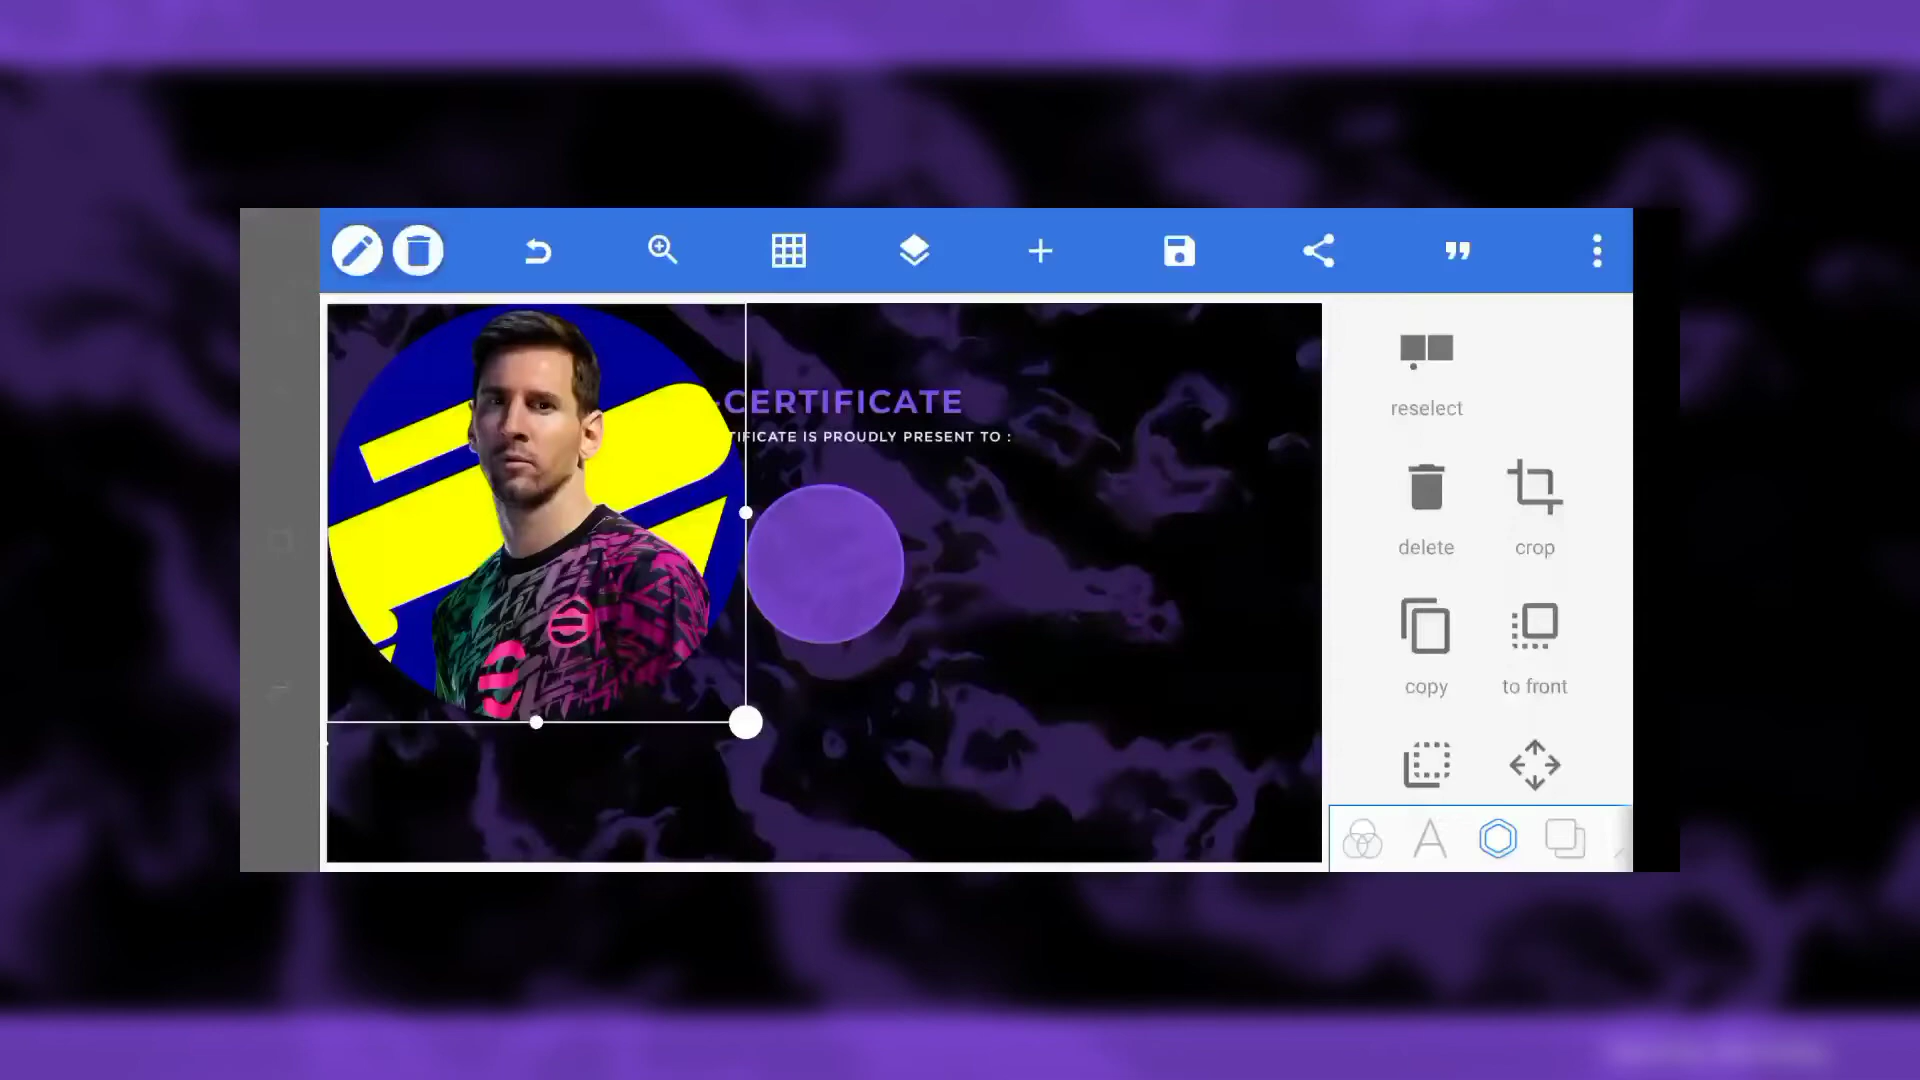 -CERTIFICATE
TIFICATE IS PROUDLY PRESENT TO :
reselect
delete
crop
copy
to front